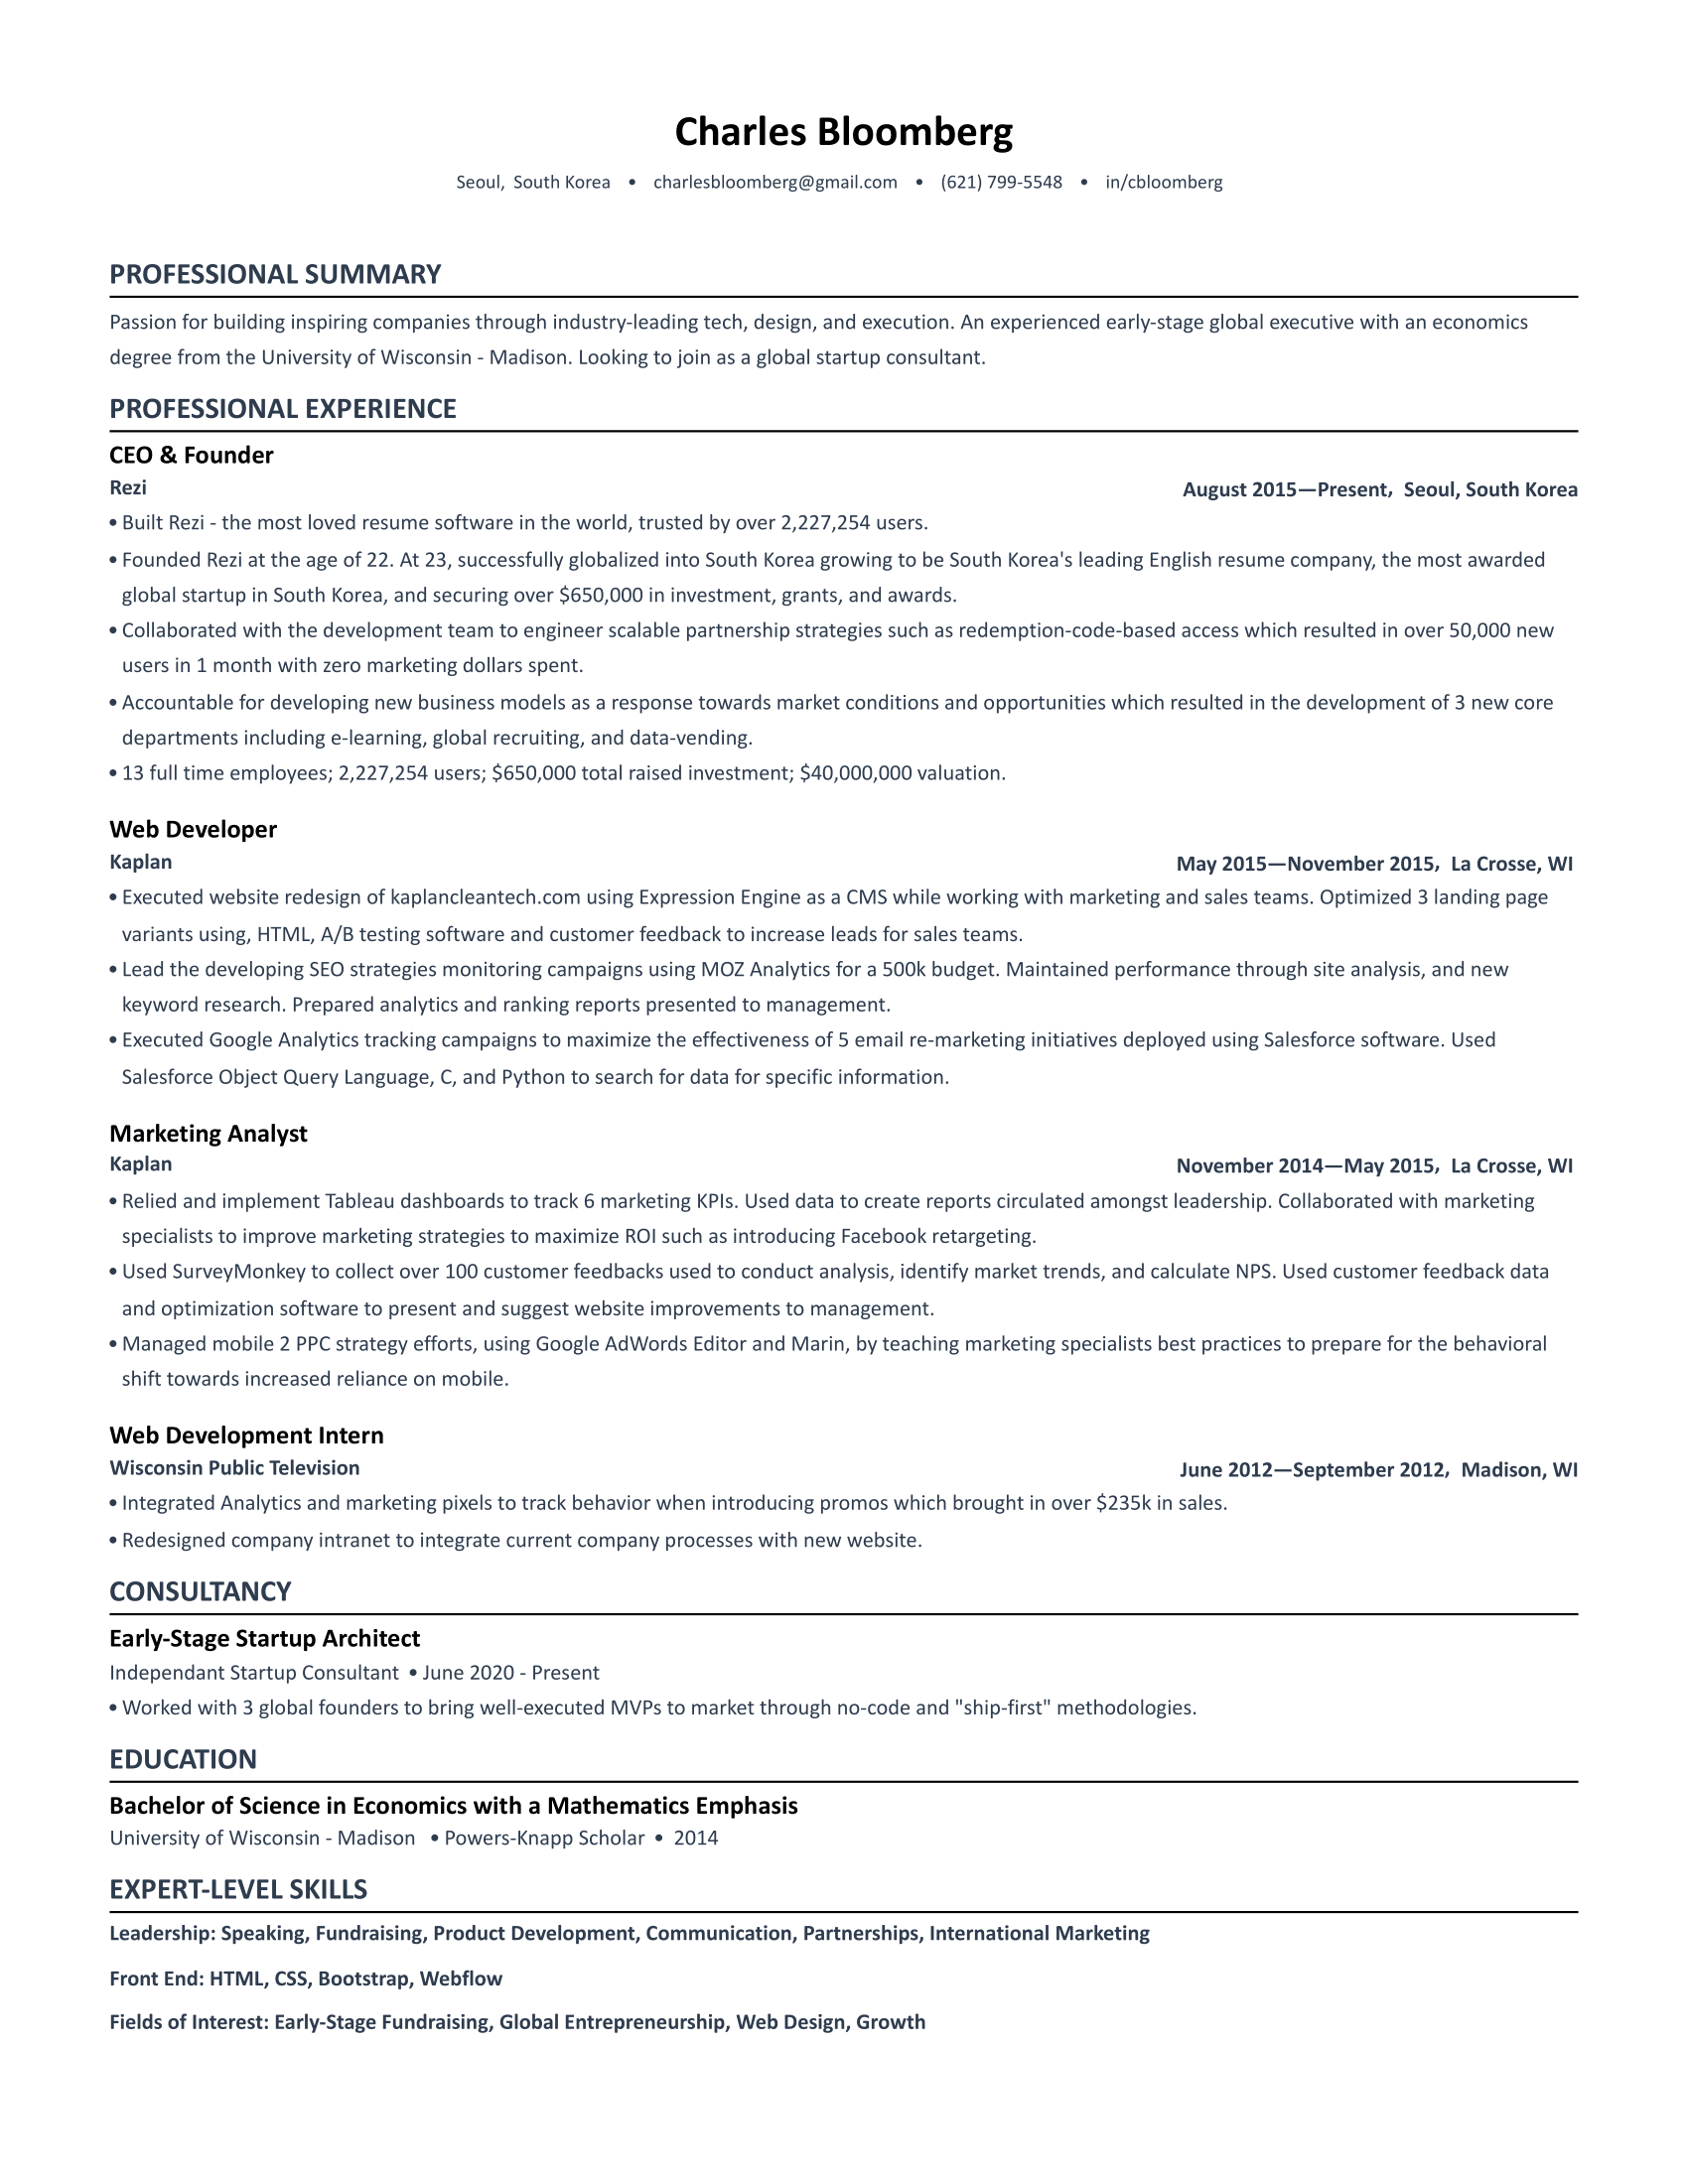 Charles Bloomberg
Seoul, South Korea • charlesbloomberg@gmail.com • (621) 799-5548 • in/cbloomberg
PROFESSIONAL SUMMARY
Passion for building inspiring companies through industry-leading tech, design, and execution. An experienced early-stage global executive with an economics
degree from the University of Wisconsin - Madison. Looking to join as a global startup consultant.
PROFESSIONAL EXPERIENCE
CEO & Founder
Rezi August 2015—Present, Seoul, South Korea
• Built Rezi - the most loved resume software in the world, trusted by over 2,227,254 users.
• Founded Rezi at the age of 22. At 23, successfully globalized into South Korea growing to be South Korea's leading English resume company, the most awarded
global startup in South Korea, and securing over $650,000 in investment, grants, and awards.
• Collaborated with the development team to engineer scalable partnership strategies such as redemption-code-based access which resulted in over 50,000 new
users in 1 month with zero marketing dollars spent.
• Accountable for developing new business models as a response towards market conditions and opportunities which resulted in the development of 3 new core
departments including e-learning, global recruiting, and data-vending.
• 13 full time employees; 2,227,254 users; $650,000 total raised investment; $40,000,000 valuation.
Web Developer
Kaplan May 2015—November 2015, La Crosse, WI
• Executed website redesign of kaplancleantech.com using Expression Engine as a CMS while working with marketing and sales teams. Optimized 3 landing page
variants using, HTML, A/B testing software and customer feedback to increase leads for sales teams.
• Lead the developing SEO strategies monitoring campaigns using MOZ Analytics for a 500k budget. Maintained performance through site analysis, and new
keyword research. Prepared analytics and ranking reports presented to management.
• Executed Google Analytics tracking campaigns to maximize the effectiveness of 5 email re-marketing initiatives deployed using Salesforce software. Used
Salesforce Object Query Language, C, and Python to search for data for specific information.
Marketing Analyst
Kaplan November 2014—May 2015, La Crosse, WI
• Relied and implement Tableau dashboards to track 6 marketing KPIs. Used data to create reports circulated amongst leadership. Collaborated with marketing
specialists to improve marketing strategies to maximize ROI such as introducing Facebook retargeting.
• Used SurveyMonkey to collect over 100 customer feedbacks used to conduct analysis, identify market trends, and calculate NPS. Used customer feedback data
and optimization software to present and suggest website improvements to management.
• Managed mobile 2 PPC strategy efforts, using Google AdWords Editor and Marin, by teaching marketing specialists best practices to prepare for the behavioral
shift towards increased reliance on mobile.
Web Development Intern
Wisconsin Public Television June 2012—September 2012, Madison, WI
• Integrated Analytics and marketing pixels to track behavior when introducing promos which brought in over $235k in sales.
• Redesigned company intranet to integrate current company processes with new website.
CONSULTANCY
Early-Stage Startup Architect
Independant Startup Consultant • June 2020 - Present
• Worked with 3 global founders to bring well-executed MVPs to market through no-code and "ship-first" methodologies.
EDUCATION
Bachelor of Science in Economics with a Mathematics Emphasis
University of Wisconsin - Madison • Powers-Knapp Scholar • 2014
EXPERT-LEVEL SKILLS
Leadership: Speaking, Fundraising, Product Development, Communication, Partnerships, International Marketing
Front End: HTML, CSS, Bootstrap, Webflow
Fields of Interest: Early-Stage Fundraising, Global Entrepreneurship, Web Design, Growth